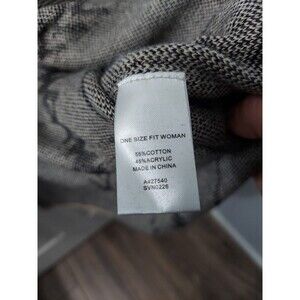 ONE SIZE FIT WOMAN
55%COTTON
45%ACRYLIC
MADE IN CHINA
A#27540
SVN0226